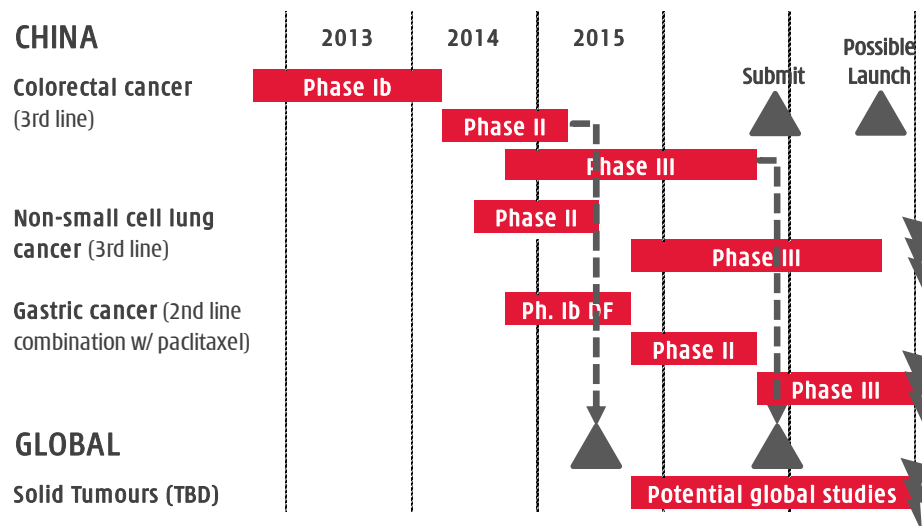 CHINA
2013
2014
2015
Possible
Submit
Launch
Colorectal cancer
(3rd line)
Phase Ib
Phase II
Phase III
Non-small cell lung
cancer (3rd line)
Phase II
Phase III
Gastric cancer (2nd line
combination w/ paclitaxel)
Ph. Ib DF
Phase II
Phase III
GLOBAL
Solid Tumours (TBD)
Potential global studies